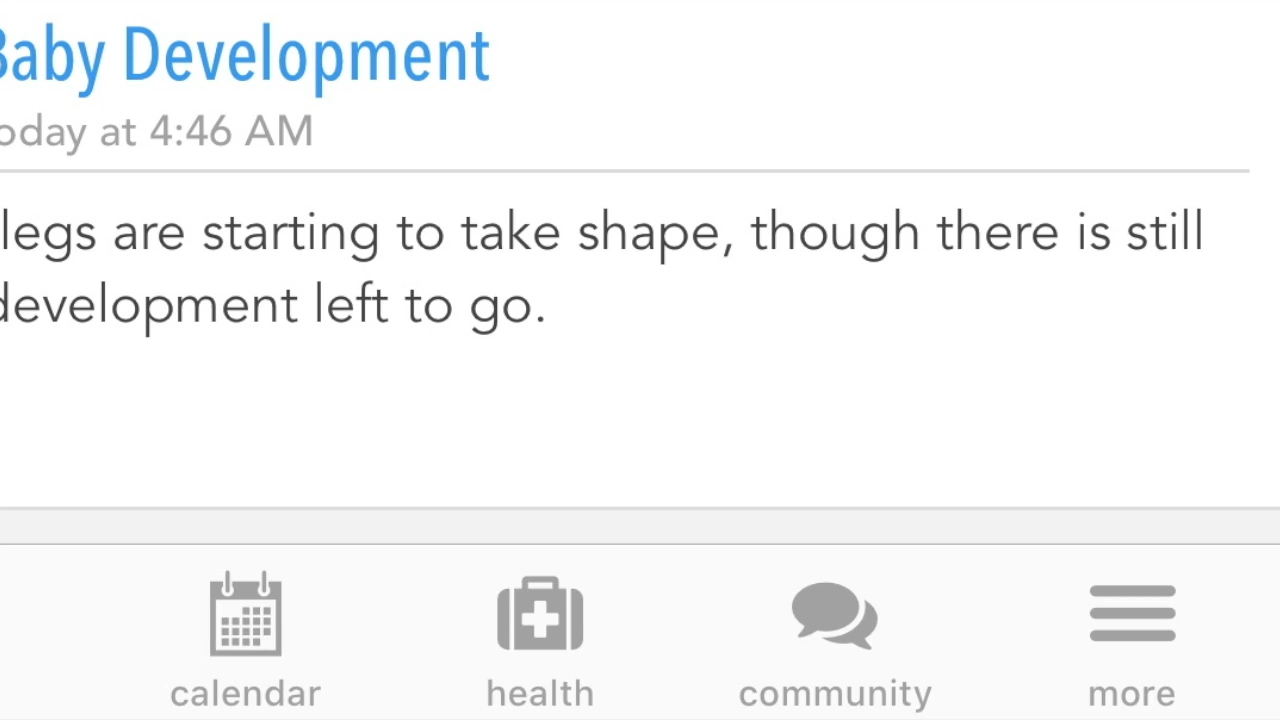 Baby Development
oday at 4:46 AM
legs are starting to take shape, though there is still
development left to go.
calendar health community more